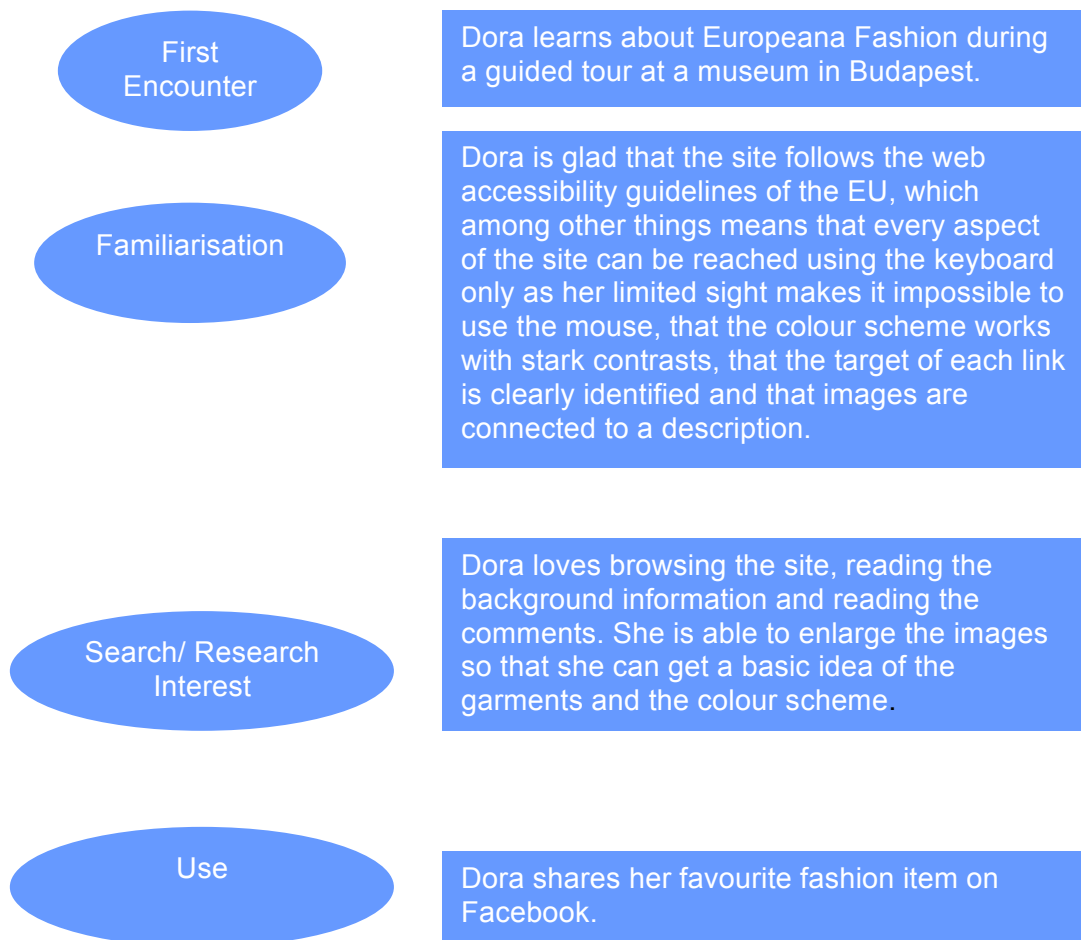 First
Encounter
Dora learns about Europeana Fashion during
a guided tour at a museum in Budapest.
Familiarisation
Dora is glad that the site follows the web
accessibility guidelines of the EU, which
among other things means that every aspect
of the site can be reached using the keyboard
only as her limited sight makes it impossible to
use the mouse, that the colour scheme works
with stark contrasts, that the target of each link
is clearly identified and that images are
connected to a description.
Search/ Research
Interest
Dora loves browsing the site, reading the
background information and reading the
comments. She is able to enlarge the images
so that she can get a basic idea of the
garments and the colour scheme.
Use
Dora shares her favourite fashion item on
Facebook.